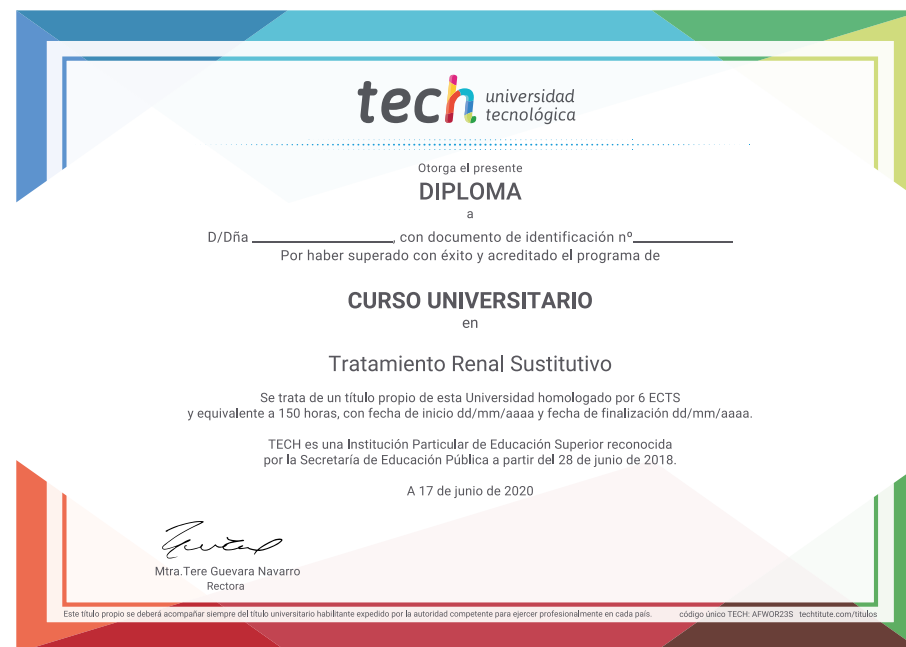 tech universidad
tecnológica
Otorga el presente
DIPLOMA
a
D/Dña ____________________, con documento de identificación nº______________
Por haber superado con éxito y acreditado el programa de
CURSO UNIVERSITARIO
en
Tratamiento Renal Sustitutivo
Se trata de un título propio de esta Universidad homologado por 6 ECTS
y equivalente a 150 horas, con fecha de inicio dd/mm/aaaa y fecha de finalización dd/mm/aaaa.
TECH es una Institución Particular de Educación Superior reconocida
por la Secretaría de Educación Pública a partir del 28 de junio de 2018.
A 17 de junio de 2020
Mtra.Tere Guevara Navarro
Rectora
Este título propio se deberá acompañar siempre del título universitario habilitante expedido por la autoridad competente para ejercer profesionalmente en cada país. código único TECH: AFWOR23S techtitute.com/títulos